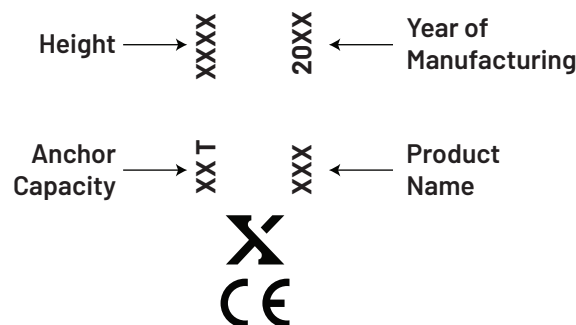 Height
XXXX
20XX
Year of
Manufacturing
Anchor
Capacity
XX T
XXX
Product
Name
X
CE